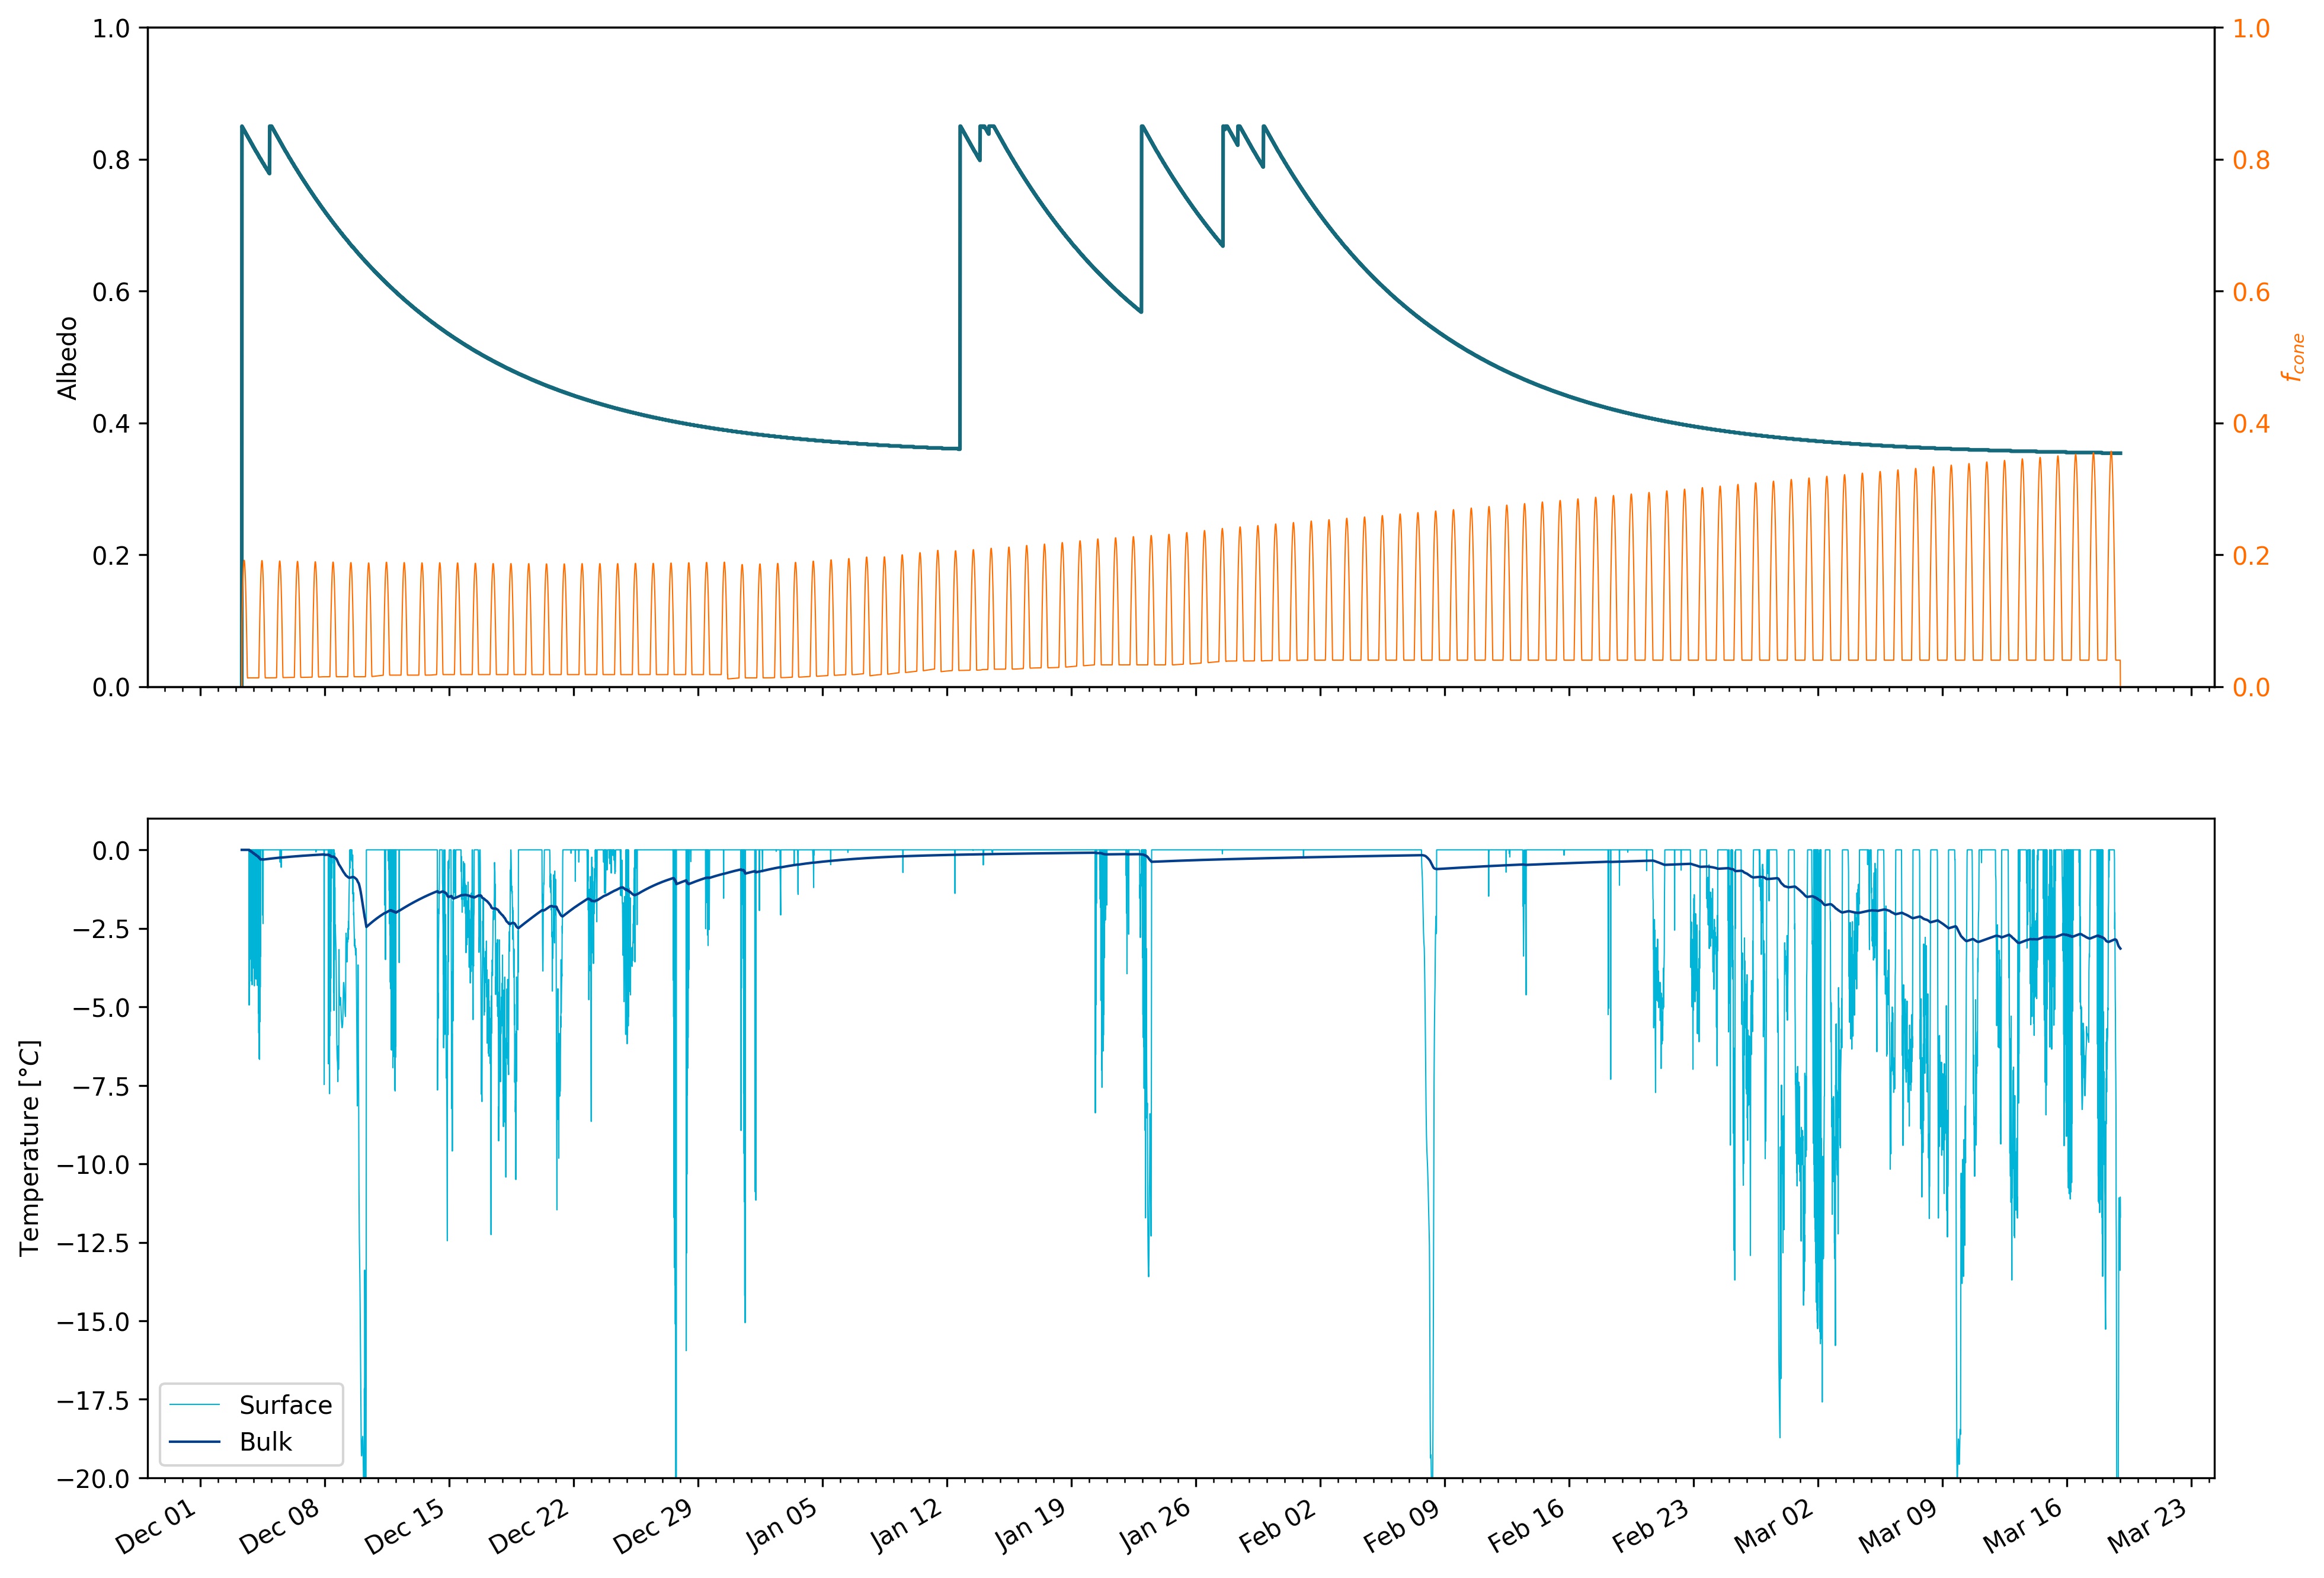 1.0
0.8
0.6
0.4
0.2
0.0
Albedo
1.0
0.8
0.6
0.4
0.2
0.0
f_cone
0.0
−2.5
−5.0
−7.5
−10.0
−12.5
−15.0
−17.5
−20.0
Temperature [°C]
Surface
Bulk
Dec 01
Dec 08
Dec 15
Dec 22
Dec 29
Jan 05
Jan 12
Jan 19
Jan 26
Feb 02
Feb 09
Feb 16
Feb 23
Mar 02
Mar 09
Mar 16
Mar 23